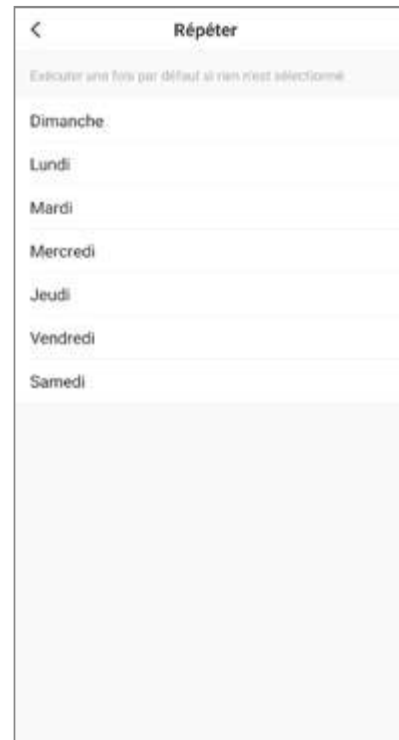 Répéter
Exécuter une fois par défaut si rien n'est sélectionné
Dimanche
Lundi
Mardi
Mercredi
Jeudi
Vendredi
Samedi